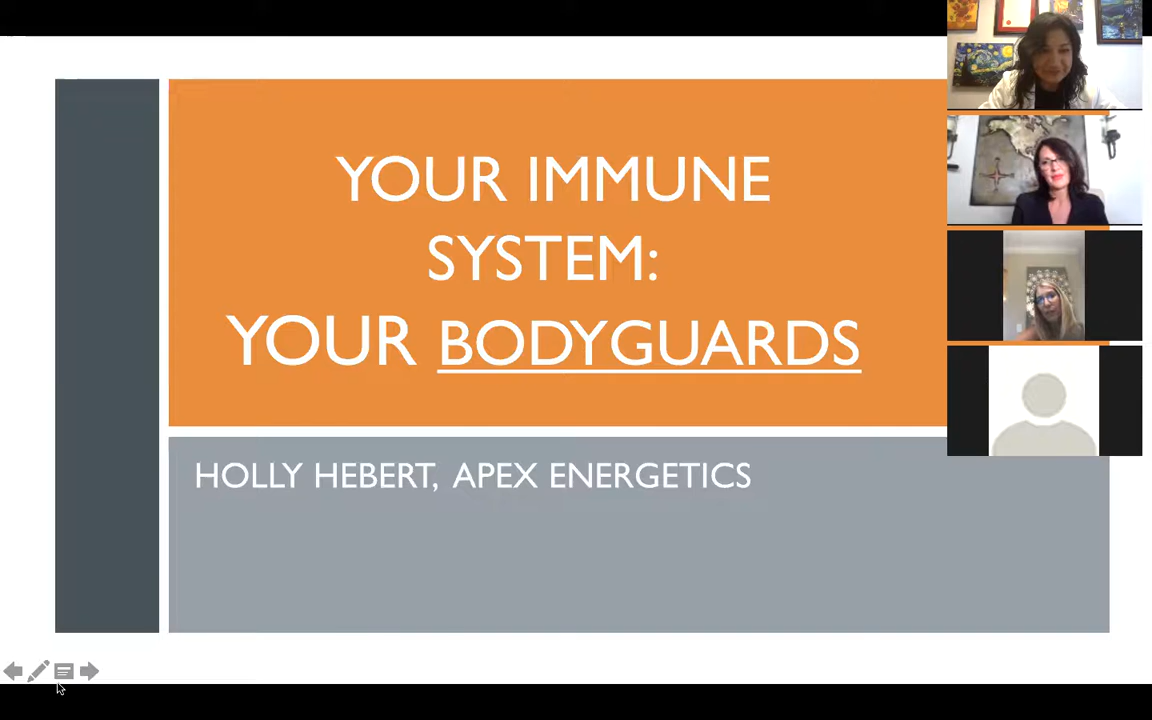 YOUR IMMUNE
SYSTEM:
YOUR BODYGUARDS
HOLLY HEBERT, APEX ENERGETICS